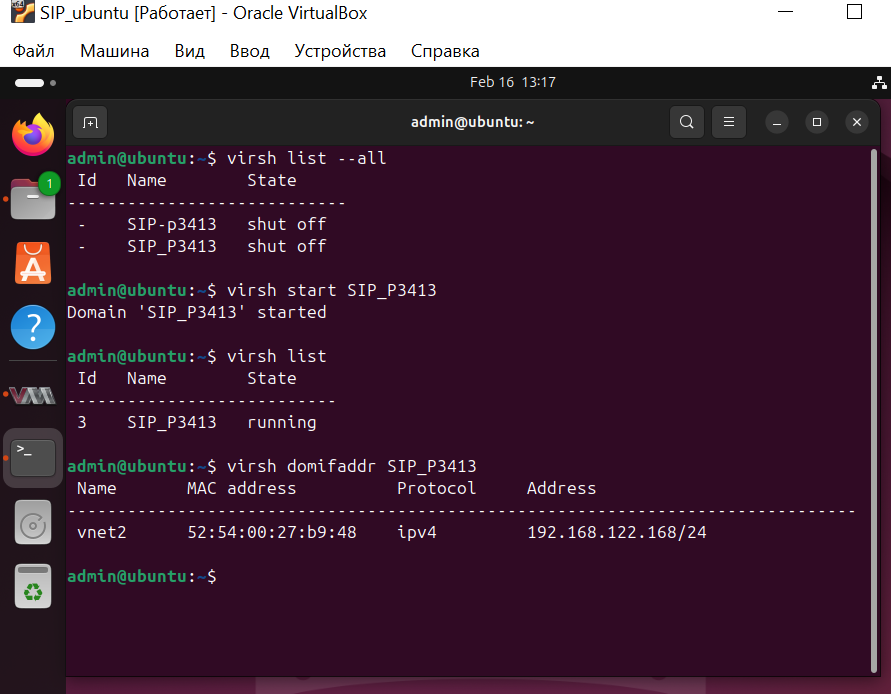 SIP_ubuntu [Работает] - Oracle VirtualBox
Файл Машина Вид Ввод Устройства Справка
Feb 16 13:17
admin@ubuntu: ~
1
admin@ubuntu:~$ virsh list --all
 Id   Name        State
----------------------------
 -    SIP-p3413   shut off
 -    SIP_P3413   shut off
admin@ubuntu:~$ virsh start SIP_P3413
Domain 'SIP_P3413' started
admin@ubuntu:~$ virsh list
 Id   Name        State
---------------------------
 3    SIP_P3413   running
admin@ubuntu:~$ virsh domifaddr SIP_P3413
 Name       MAC address          Protocol     Address
-------------------------------------------------------------------------------
 vnet2      52:54:00:27:b9:48    ipv4         192.168.122.168/24
admin@ubuntu:~$